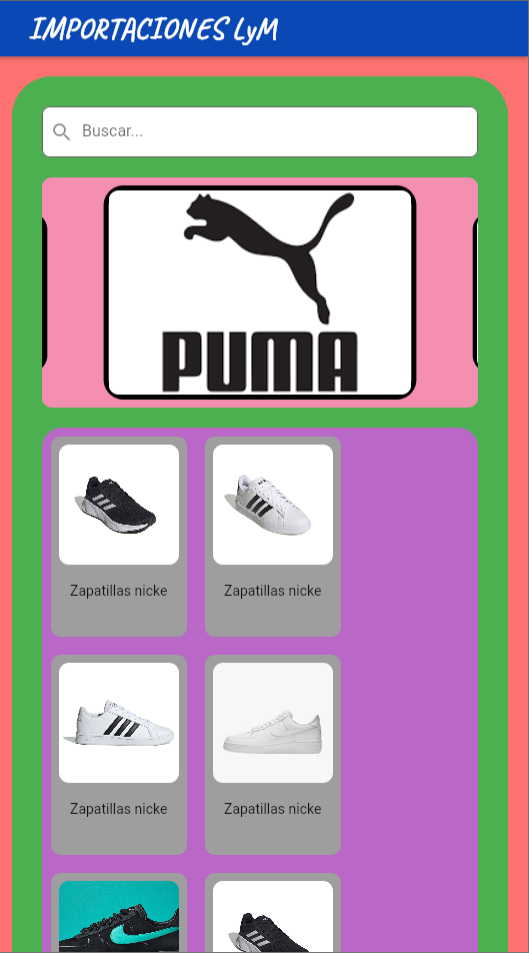 IMPORTACIONES LyM
Buscar...
PUMA
Zapatillas nicke
Zapatillas nicke
Zapatillas nicke
Zapatillas nicke